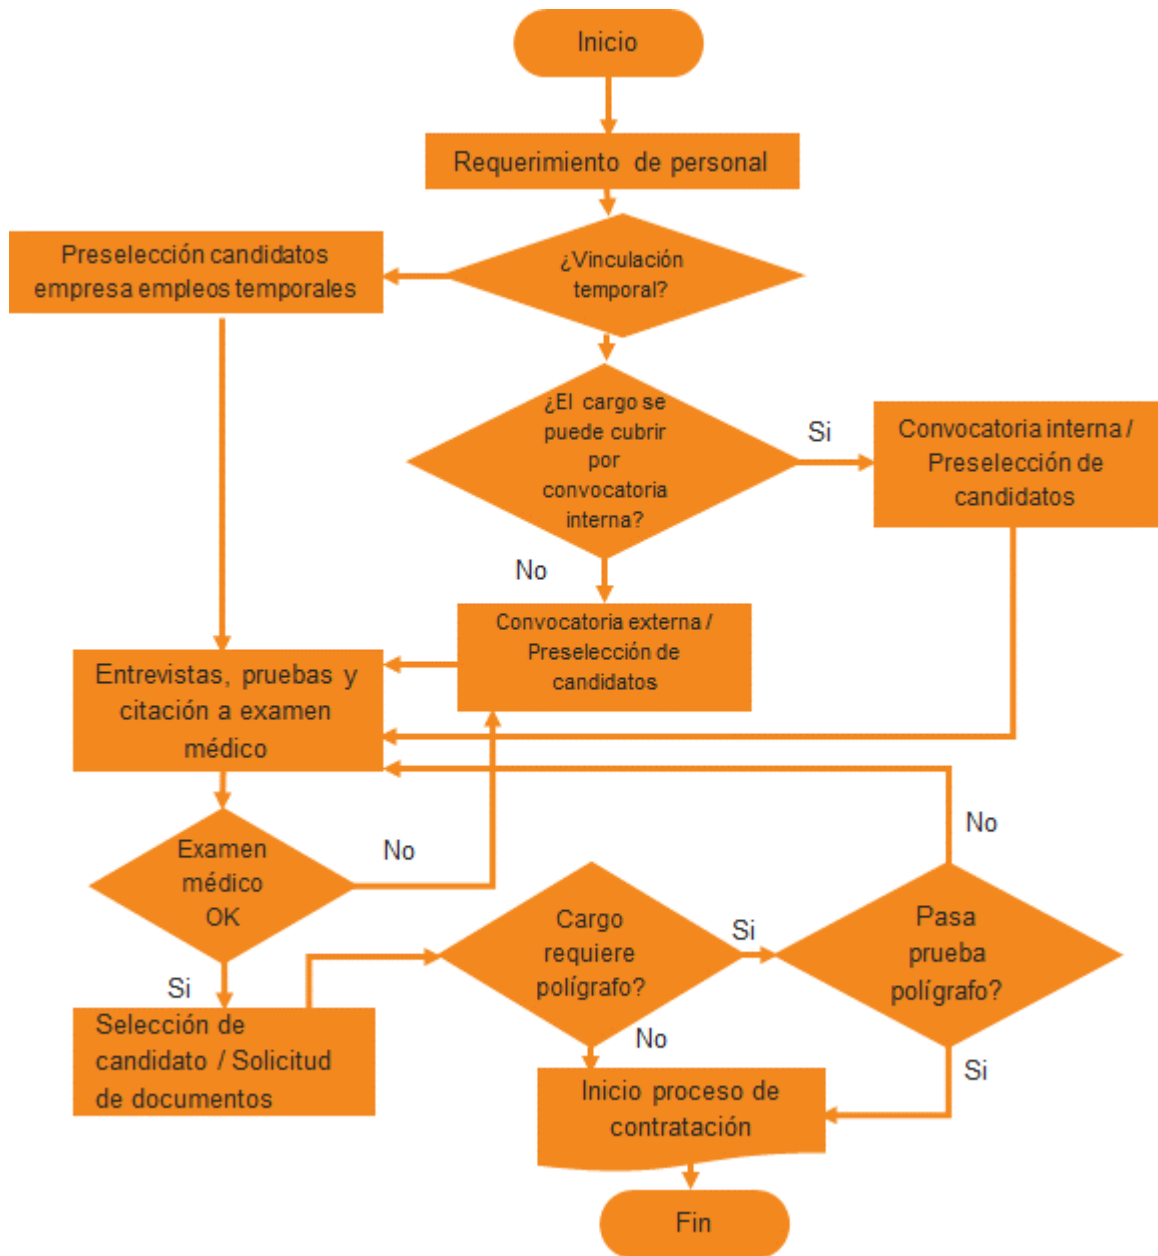 Inicio
Requerimiento de personal
Preselección candidatos
empresa empleos temporales
¿Vinculación
temporal?
¿El cargo se
puede cubrir
por
convocatoria
interna?
Si
Convocatoria interna /
Preselección de
candidatos
No
Convocatoria externa /
Preselección de
candidatos
Entrevistas, pruebas y
citación a examen
médico
Examen
médico
OK
No
No
Cargo
requiere
polígrafo?
Si
Pasa
prueba
polígrafo?
Si
Selección de
candidato / Solicitud
de documentos
No
Si
Inicio proceso de
contratación
Fin